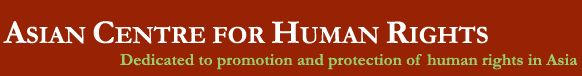 ASIAN CENTRE FOR HUMAN RIGHTS
Dedicated to promotion and protection of human rights in Asia